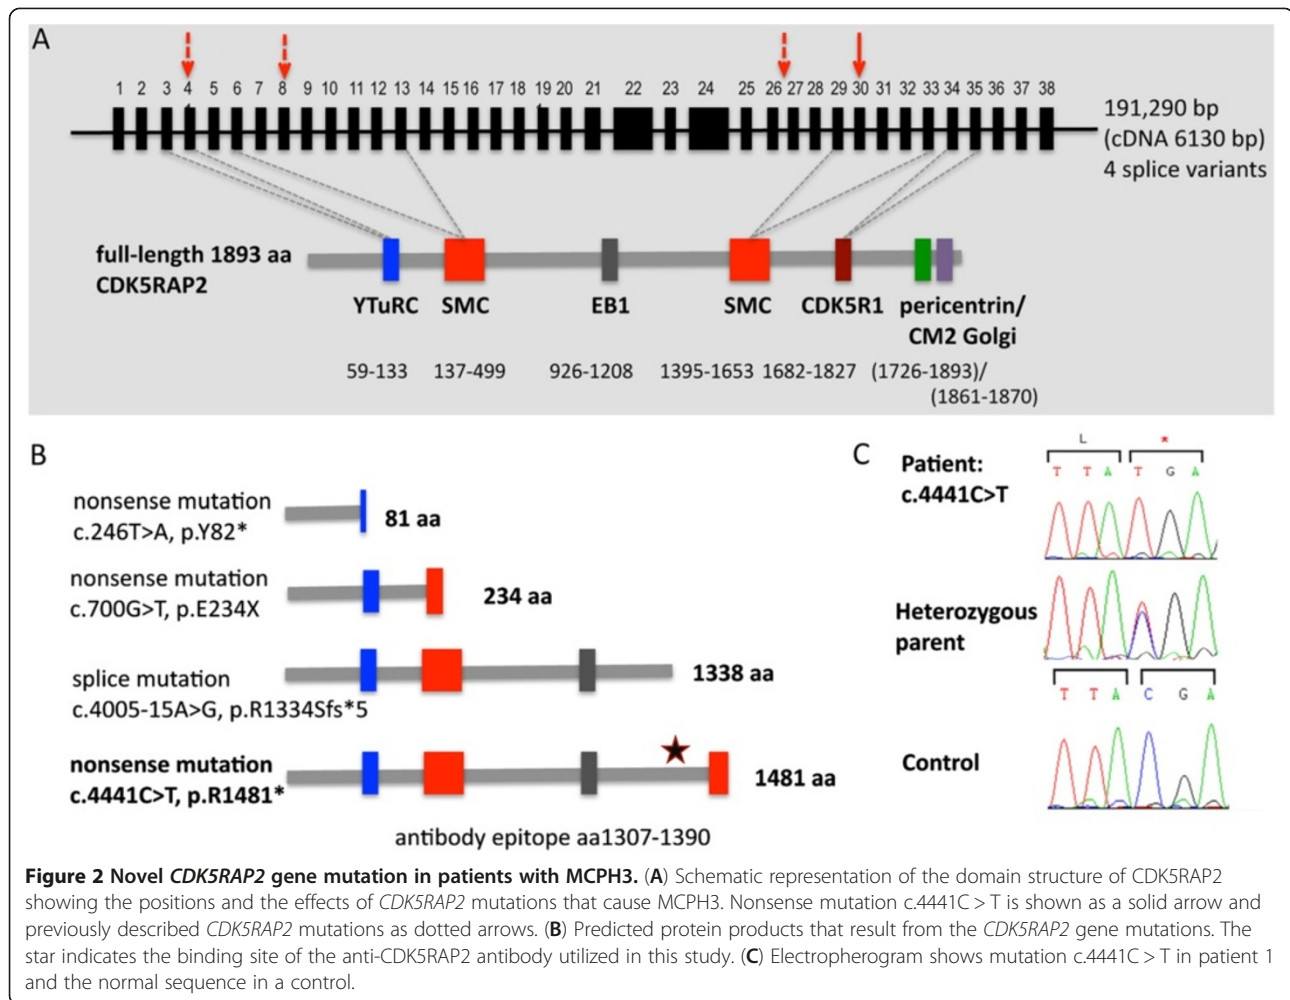 A
1 2 3 4 5 6 7 8 9 10 11 12 13 14 15 16 17 18 19 20 21 22 23 24 25 26 27 28 29 30 31 32 33 34 35 36 37 38
191,290 bp
(cDNA 6130 bp)
4 splice variants
full-length 1893 aa
CDK5RAP2
YTuRC SMC EB1 SMC CDK5R1 pericentrin/
CM2 Golgi
59-133 137-499 926-1208 1395-1653 1682-1827 (1726-1893)/
(1861-1870)
B
nonsense mutation
c.246T>A, p.Y82*
81 aa
nonsense mutation
c.700G>T, p.E234X
234 aa
splice mutation
c.4005-15A>G, p.R1334Sfs*5
1338 aa
nonsense mutation
c.4441C>T, p.R1481*
1481 aa
antibody epitope aa1307-1390
C
Patient:
c.4441C>T
L *
T T A T G A
Heterozygous
parent
T T A C G A
Control
Figure 2 Novel CDK5RAP2 gene mutation in patients with MCPH3. (A) Schematic representation of the domain structure of CDK5RAP2
showing the positions and the effects of CDK5RAP2 mutations that cause MCPH3. Nonsense mutation c.4441C > T is shown as a solid arrow and
previously described CDK5RAP2 mutations as dotted arrows. (B) Predicted protein products that result from the CDK5RAP2 gene mutations. The
star indicates the binding site of the anti-CDK5RAP2 antibody utilized in this study. (C) Electropherogram shows mutation c.4441C > T in patient 1
and the normal sequence in a control.